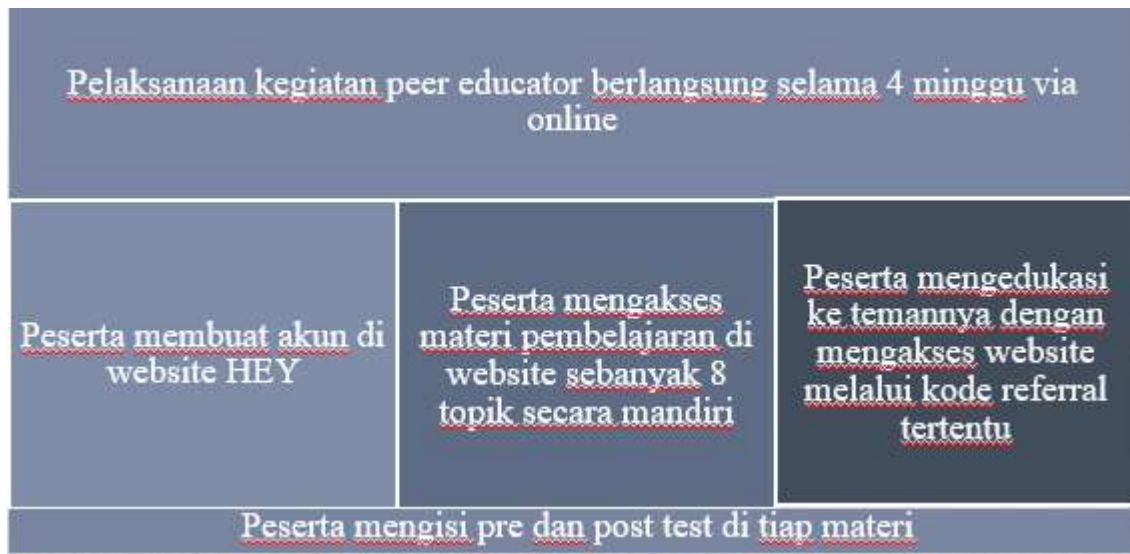 Pelaksanaan kegiatan peer educator berlangsung selama 4 minggu via
online
Peserta membuat akun di
website HEY
Peserta mengakses
materi pembelajaran di
website sebanyak 8
topik secara mandiri
Peserta mengedukasi
ke temannya dengan
mengakses website
melalui kode referral
tertentu
Peserta mengisi pre dan post test di tiap materi